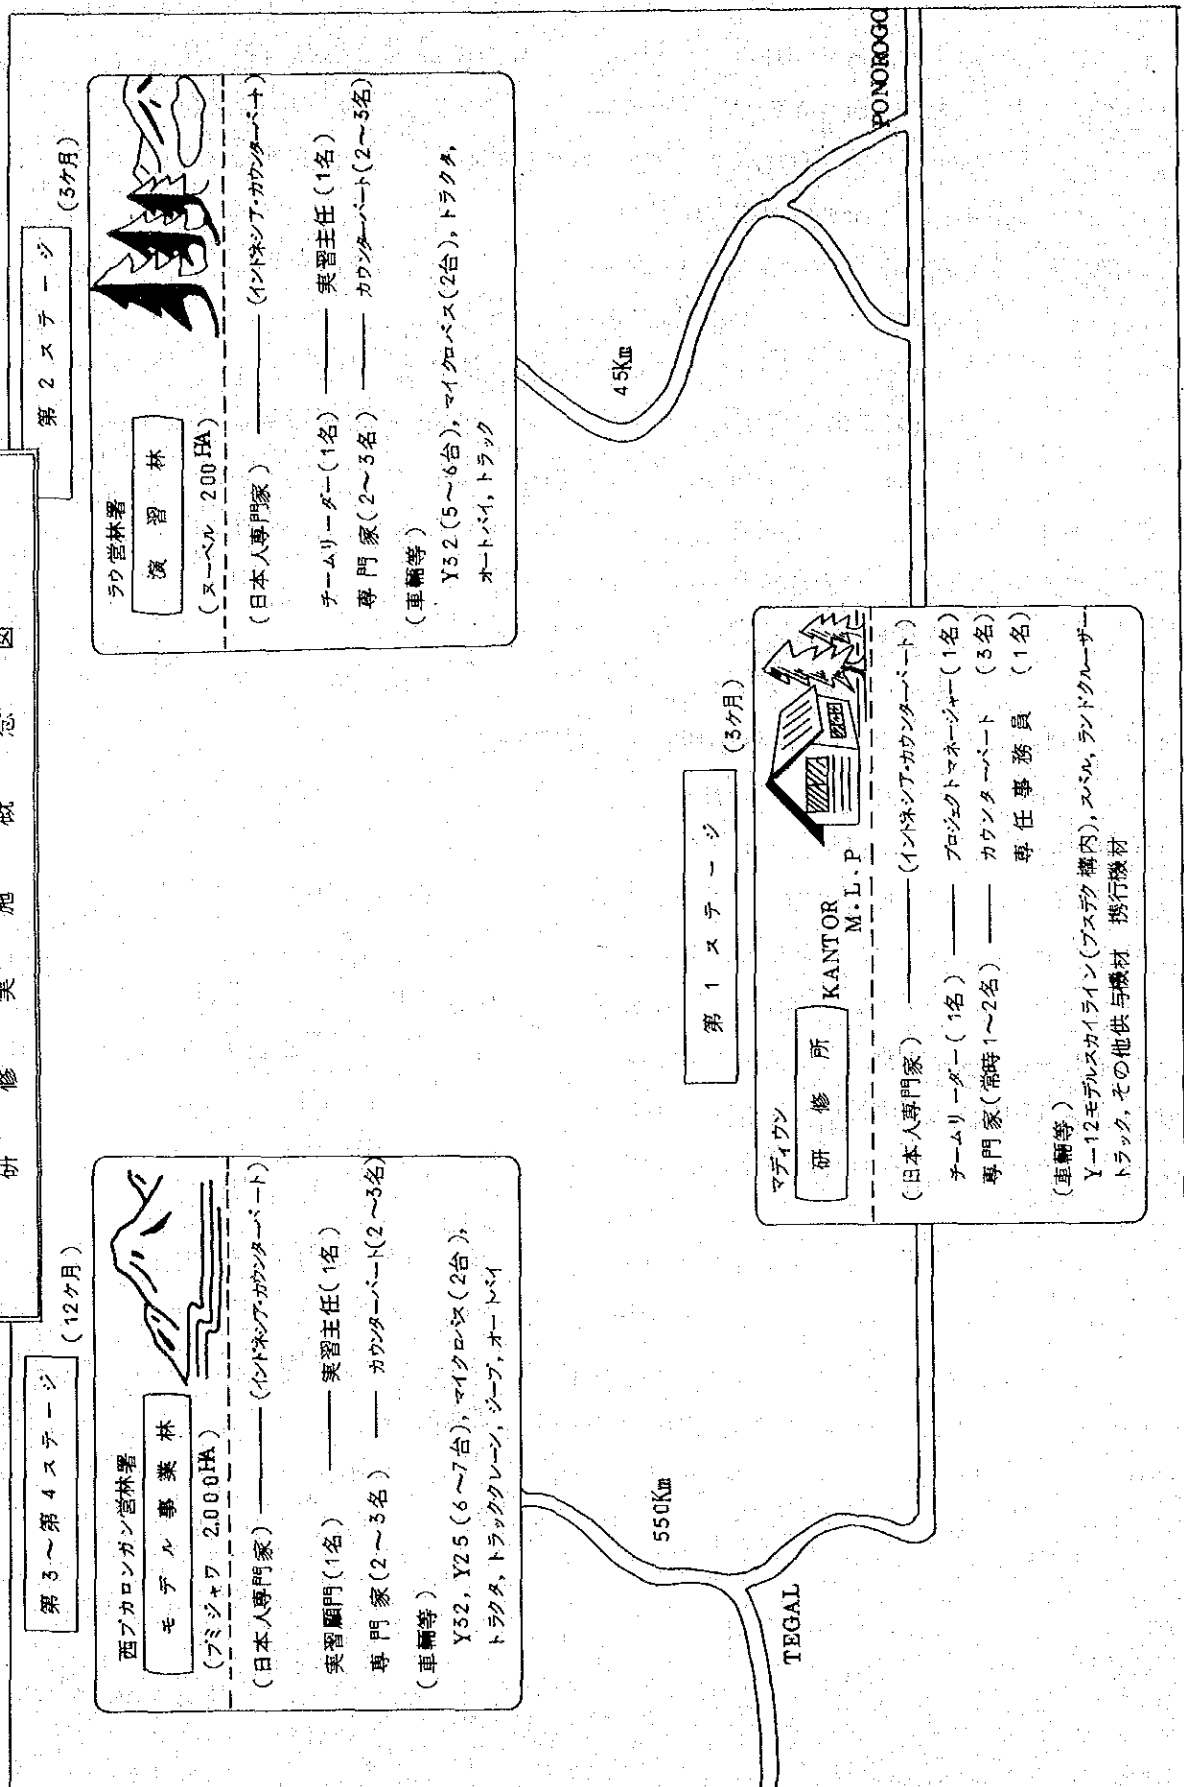 研修実施概念図
第3～第4ステージ
(12ケ月)
西プカロンガン営林署
モデル事業林
(ブミジャワ 2,000HA)
(日本人専門家)――(インドネシア・カウンターパート)
実習顧問(1名)――実習主任(1名)
専門家(2～3名)――カウンターパート(2～3名)
(車輛等)
Y32, Y25(6～7台), マイクロバス(2台),
トラクタ, トラッククレーン, ジープ, オートバイ
550Km
TEGAL
第2ステージ
(3ケ月)
ラウ営林署
演習林
(ヌーベル 200HA)
(日本人専門家)――(インドネシア・カウンターパート)
チームリーダー(1名)――実習主任(1名)
専門家(2～3名)――カウンターパート(2～3名)
(車輛等)
Y32(5～6台), マイクロバス(2台), トラクタ,
オートバイ, トラック
45Km
PONOROGO
第1ステージ
(3ケ月)
マディウン
研修所
KANTOR
M.L.P
(日本人専門家)――(インドネシア・カウンターパート)
チームリーダー(1名)――プロジェクトマネージャー(1名)
専門家(常時1～2名)――カウンターパート (3名)
専任事務員 (1名)
(車輛等)
Y-12モデルスカイライン(プスデク構内), スバル, ランドクルーザー
トラック, その他供与機材 携行機材